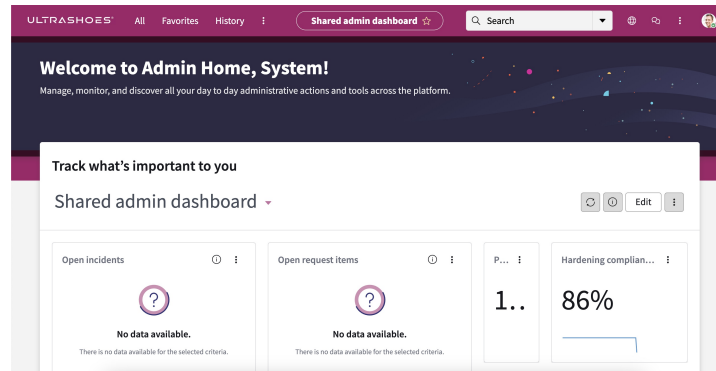 ULTRASHOES All Favorites History Shared admin dashboard Search
Welcome to Admin Home, System!
Manage, monitor, and discover all your day to day administrative actions and tools across the platform.
Track what's important to you
Shared admin dashboard
Edit
Open incidents
No data available.
There is no data available for the selected criteria.
Open request items
No data available.
There is no data available for the selected criteria.
P...
1..
Hardening complian...
86%